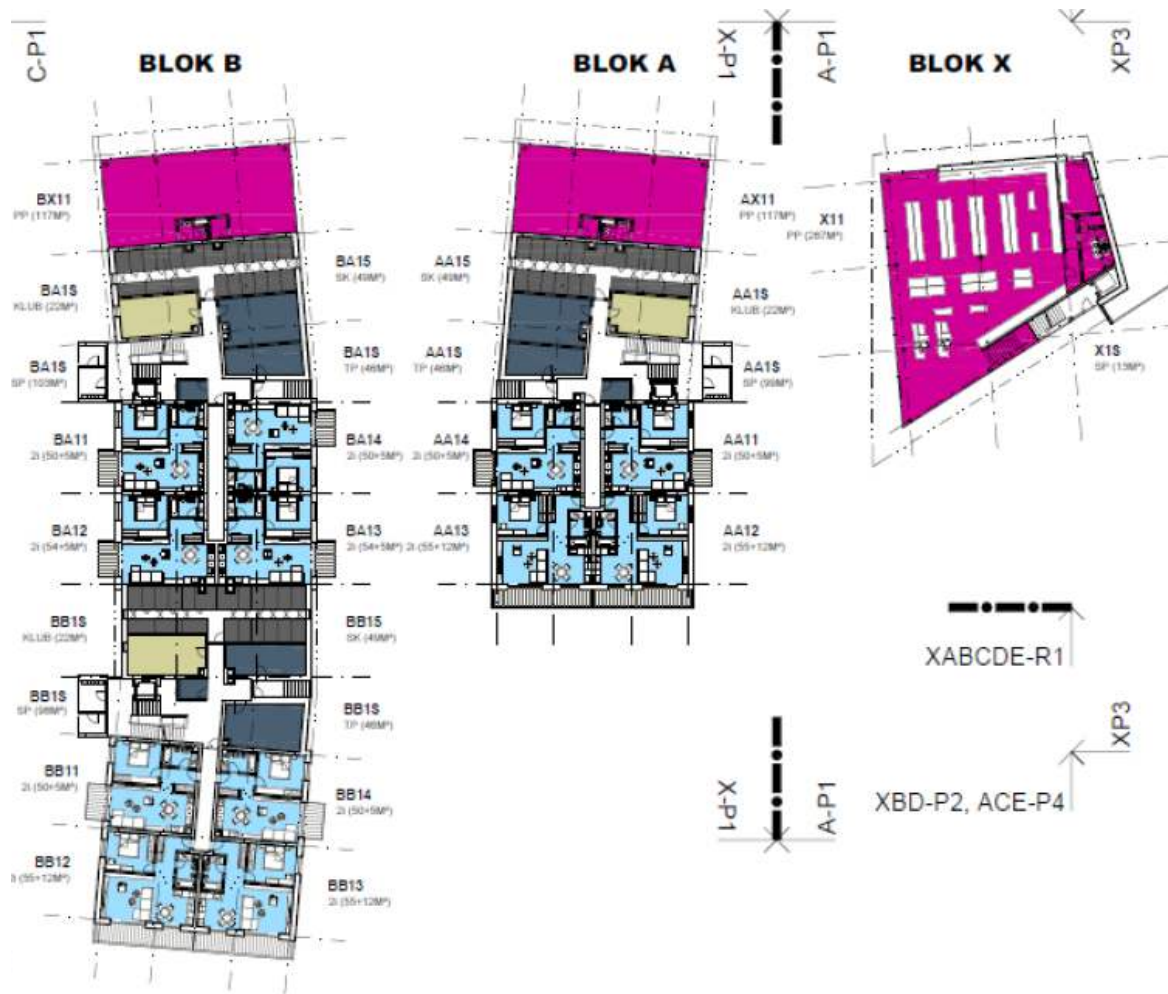 C-P1
BLOK B
BLOK A
X-P1
A-P1
BLOK X
XP3
BX11
PP (117M²)
BA1S
KLUB (22M²)
BA1S
SP (103M²)
BA11
2i (50+5M²)
BA12
2i (54+5M²)
BB1S
KLUB (22M²)
BB1S
SP (98M²)
BB11
2i (50+5M²)
BB12
(55+12M²)
BA15
SK (49M²)
BA1S
TP (46M²)
BA14
2i (50+5M²)
BA13
2i (54+5M²)
BB15
SK (49M²)
BB1S
TP (46M²)
BB14
2i (50+5M²)
BB13
2i (55+12M²)
AA15
SK (49M²)
AA1S
TP (46M²)
AA14
2i (50+5M²)
AA13
2i (55+12M²)
AX11
PP (117M²)
AA1S
KLUB (22M²)
AA1S
SP (99M²)
AA11
2i (50+5M²)
AA12
2i (55+12M²)
X11
PP (267M²)
X1S
SP (13M²)
XABCDE-R1
X-P1
A-P1
XP3
XBD-P2, ACE-P4